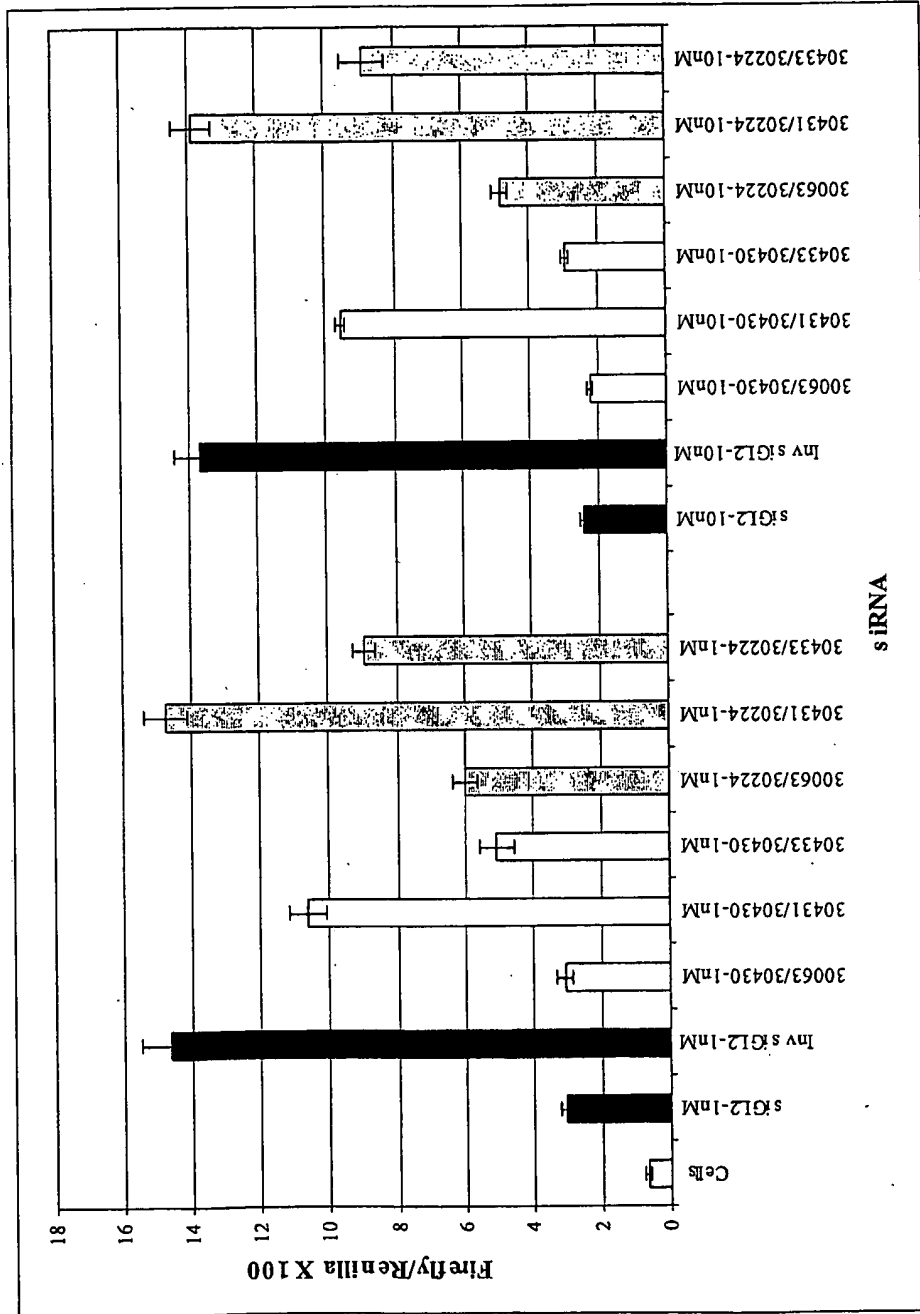 Firefly/Renilla X 100
18
16
14
12
10
8
6
4
2
0
Cells
siGL2-1nM
Inv siGL2-1nM
30063/30430-1nM
30431/30430-1nM
30433/30430-1nM
30063/30224-1nM
30431/30224-1nM
30433/30224-1nM
siGL2-10nM
Inv siGL2-10nM
30063/30430-10nM
30431/30430-10nM
30433/30430-10nM
30063/30224-10nM
30431/30224-10nM
30433/30224-10nM
s iRNA